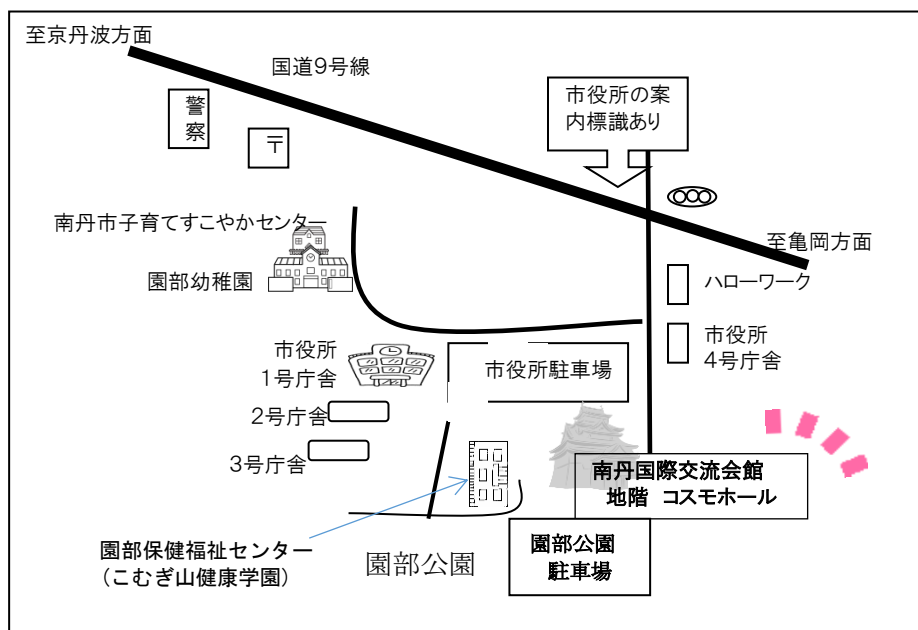 至京丹波方面
国道9号線
警
察
〒
市役所の案
内標識あり
南丹市子育てすこやかセンター
至亀岡方面
園部幼稚園
ハローワーク
市役所
1号庁舎
市役所駐車場
市役所
4号庁舎
2号庁舎
3号庁舎
南丹国際交流会館
地階 コスモホール
園部保健福祉センター
(こむぎ山健康学園)
園部公園
園部公園
駐車場